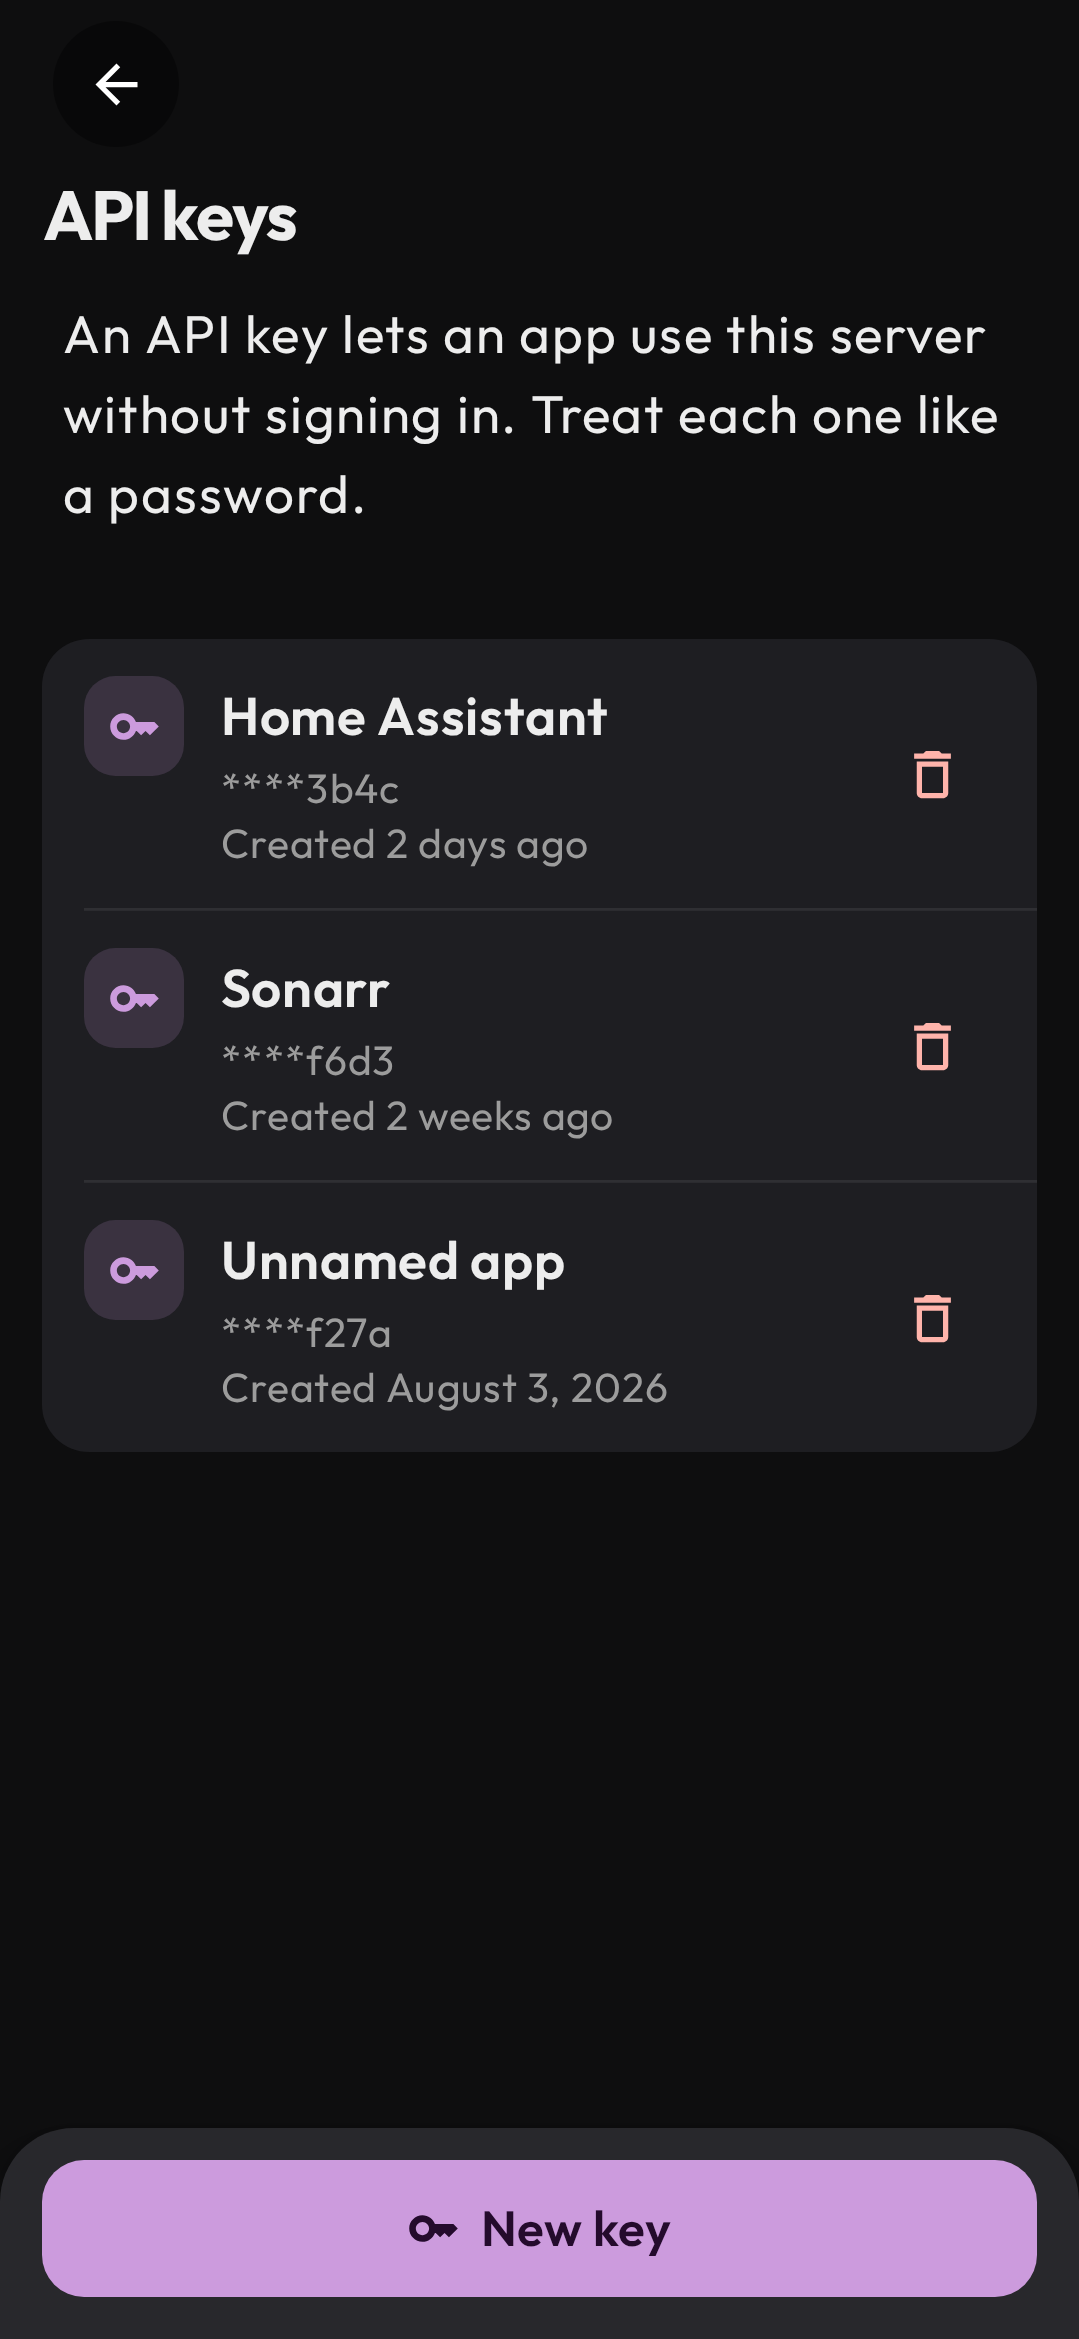 API keys
An API key lets an app use this server
without signing in. Treat each one like
a password.
Home Assistant
****3b4c
Created 2 days ago
Sonarr
****f6d3
Created 2 weeks ago
Unnamed app
****f27a
Created August 3, 2026
New key